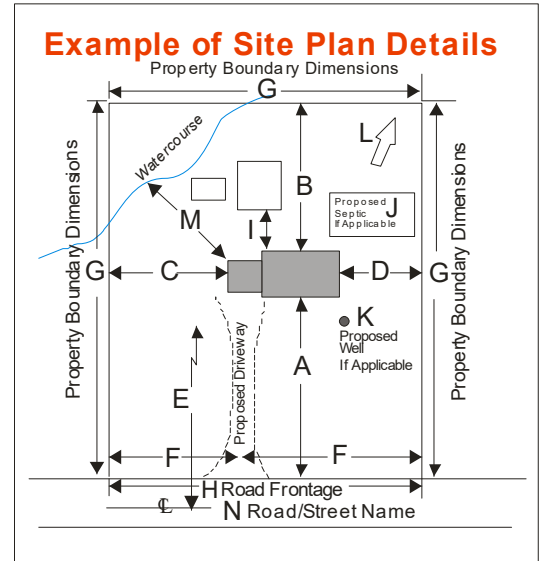 Example of Site Plan Details
Property Boundary Dimensions
G
L
Watercourse
B
Proposed
Septic J
If Applicable
M
I
Property Boundary Dimensions
G
C
D
G
Property Boundary Dimensions
K
Proposed
Well
If Applicable
A
E
Proposed Driveway
F
F
H Road Frontage
℄
N Road/Street Name